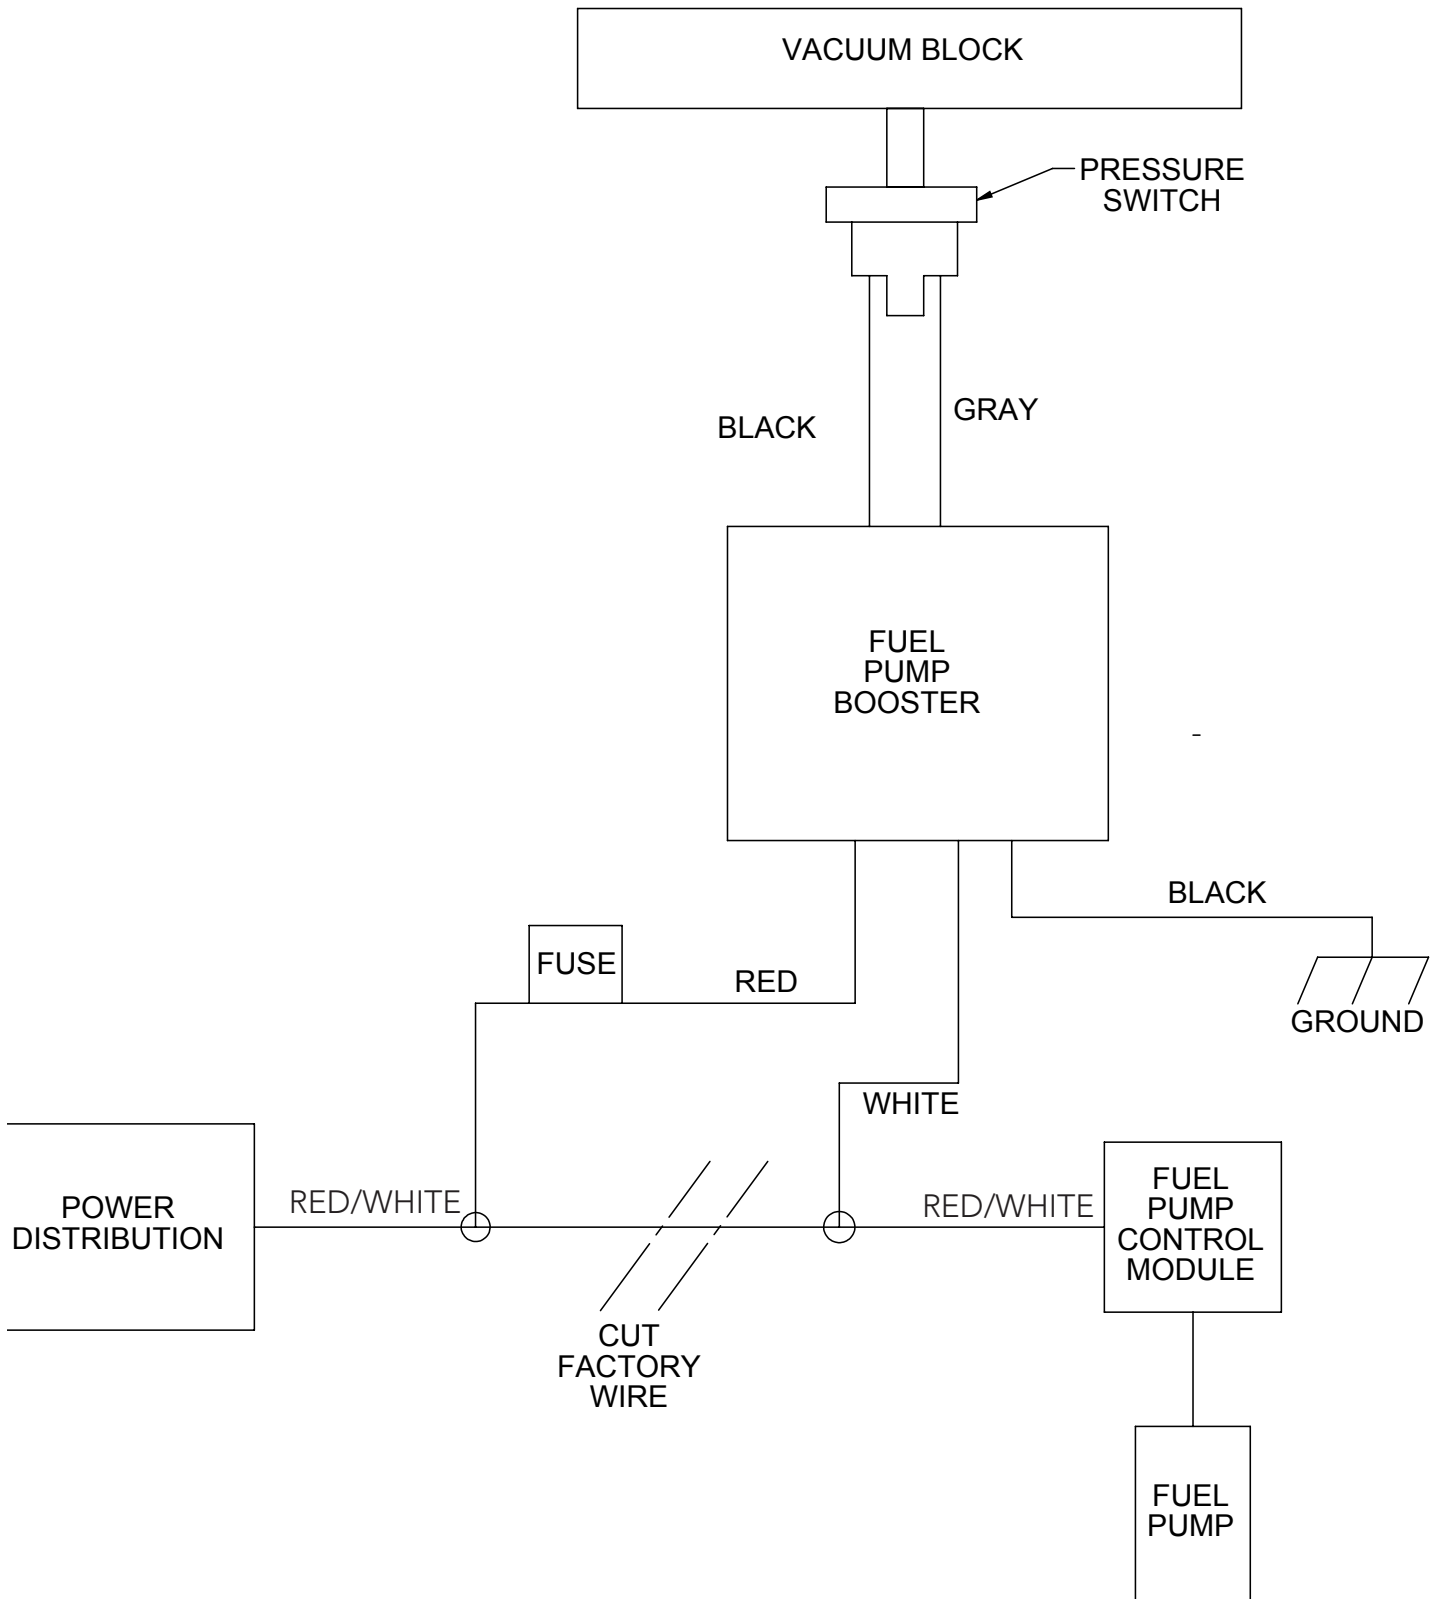 VACUUM BLOCK
PRESSURE
SWITCH
BLACK
GRAY
FUEL
PUMP
BOOSTER
-
BLACK
FUSE
RED
GROUND
WHITE
POWER
DISTRIBUTION
RED/WHITE
RED/WHITE
FUEL
PUMP
CONTROL
MODULE
CUT
FACTORY
WIRE
FUEL
PUMP